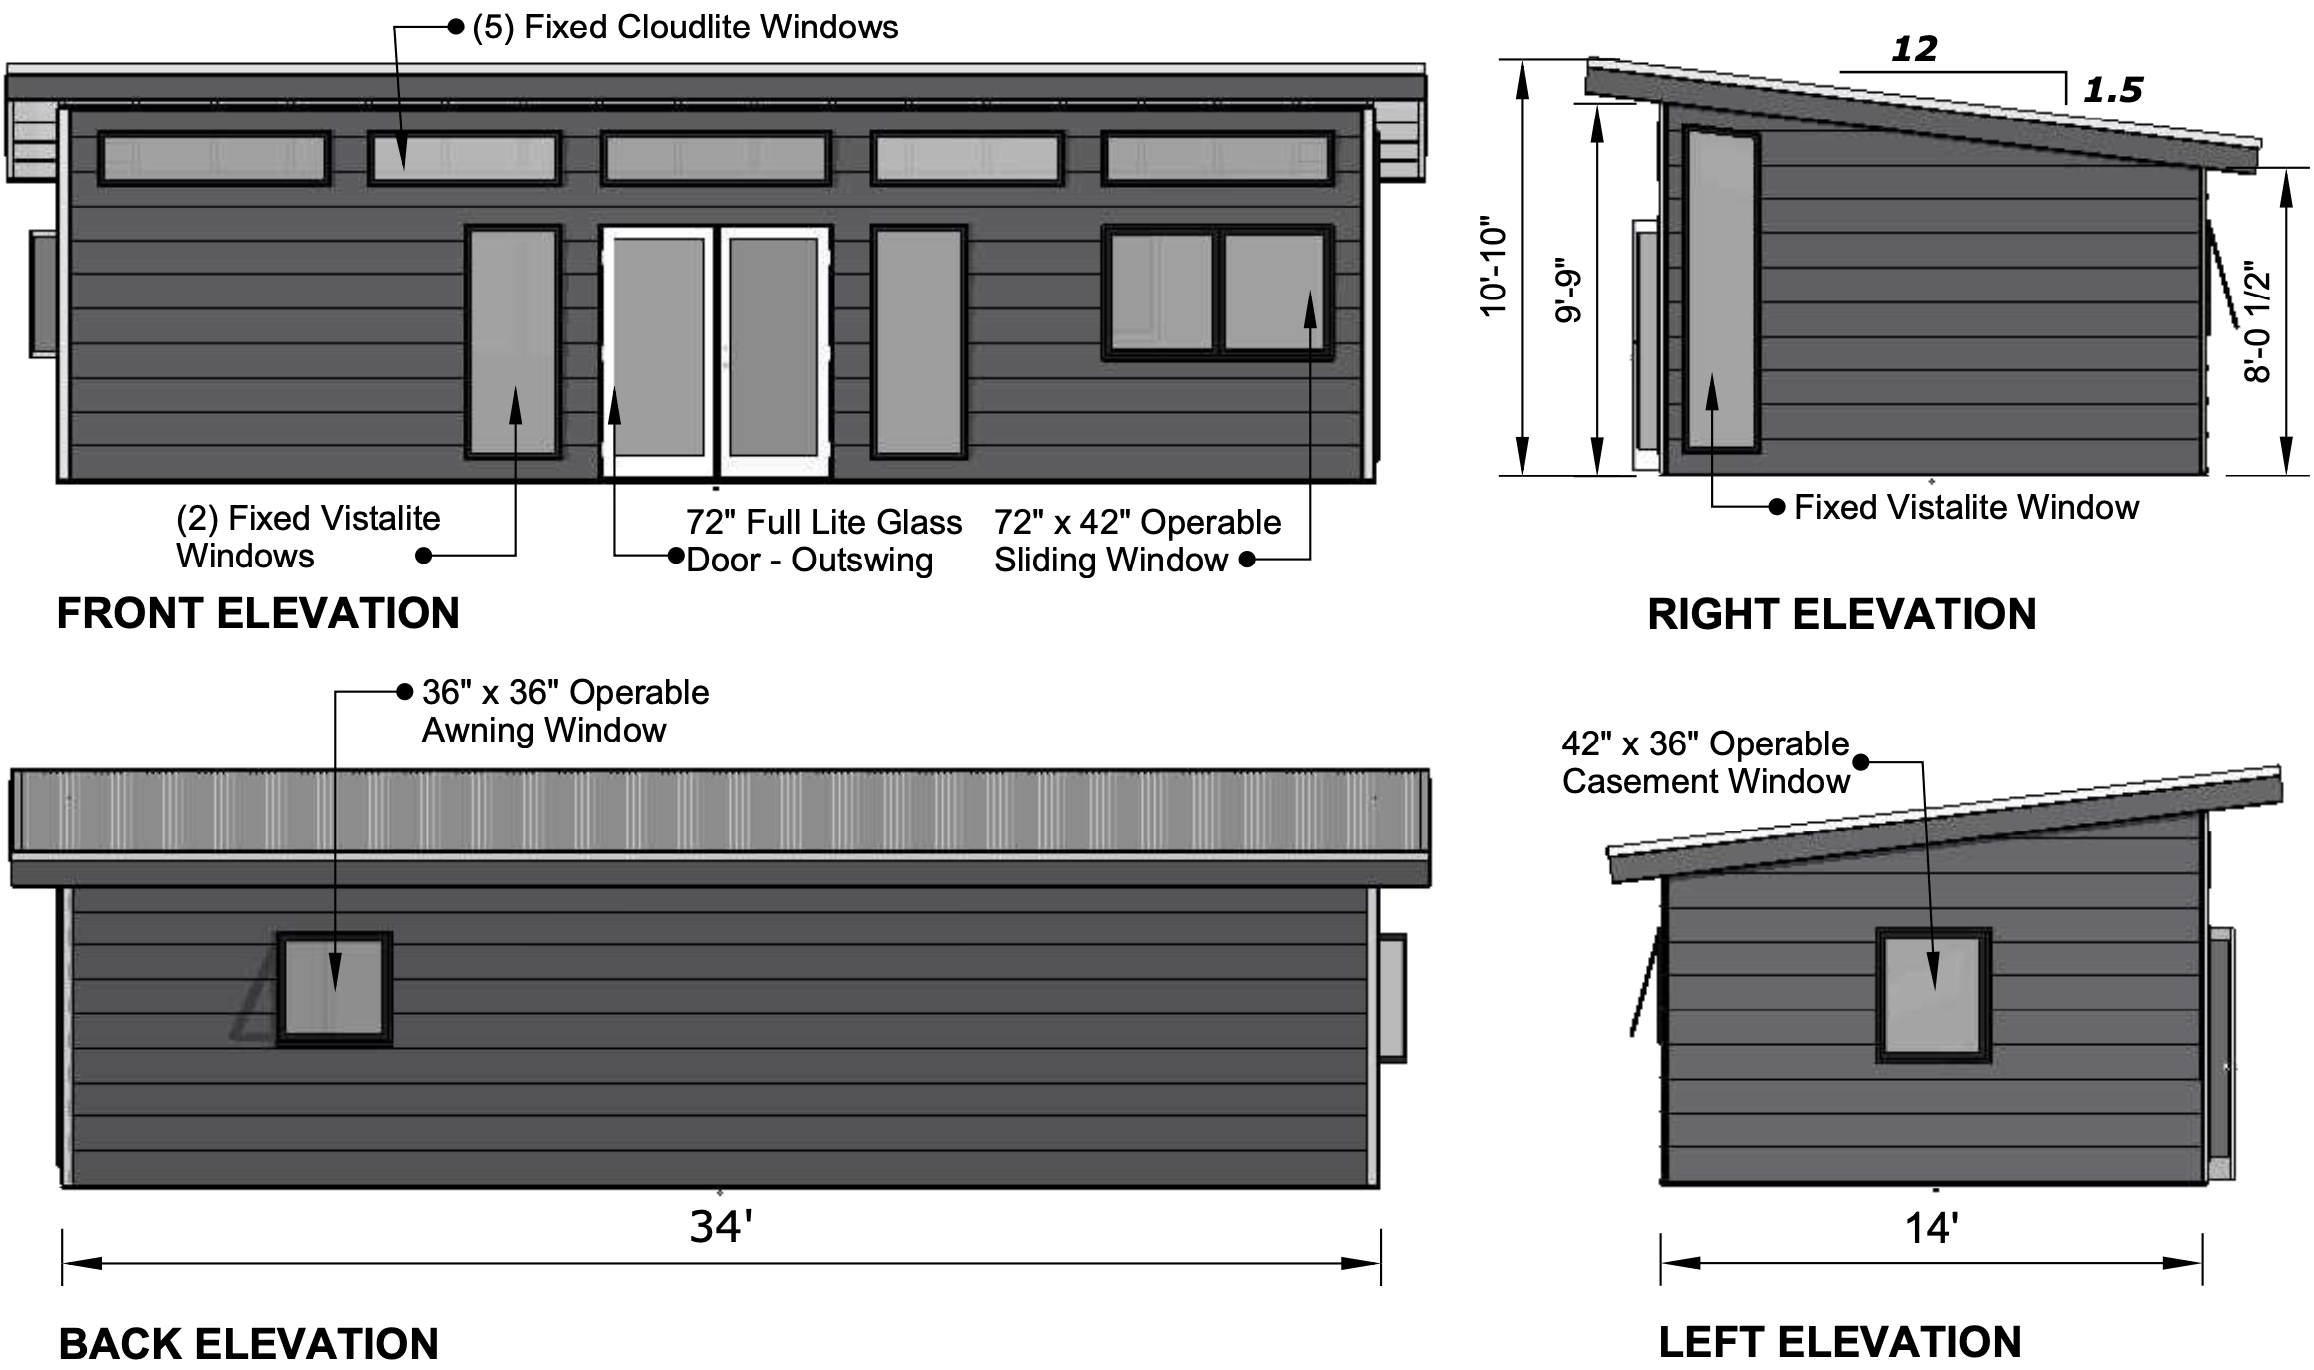 (5) Fixed Cloudlite Windows
(2) Fixed Vistalite
Windows
72" Full Lite Glass
Door - Outswing
72" x 42" Operable
Sliding Window
FRONT ELEVATION
12
1.5
10'-10"
9'-9"
8'-0 1/2"
Fixed Vistalite Window
RIGHT ELEVATION
36" x 36" Operable
Awning Window
34'
BACK ELEVATION
42" x 36" Operable
Casement Window
14'
LEFT ELEVATION